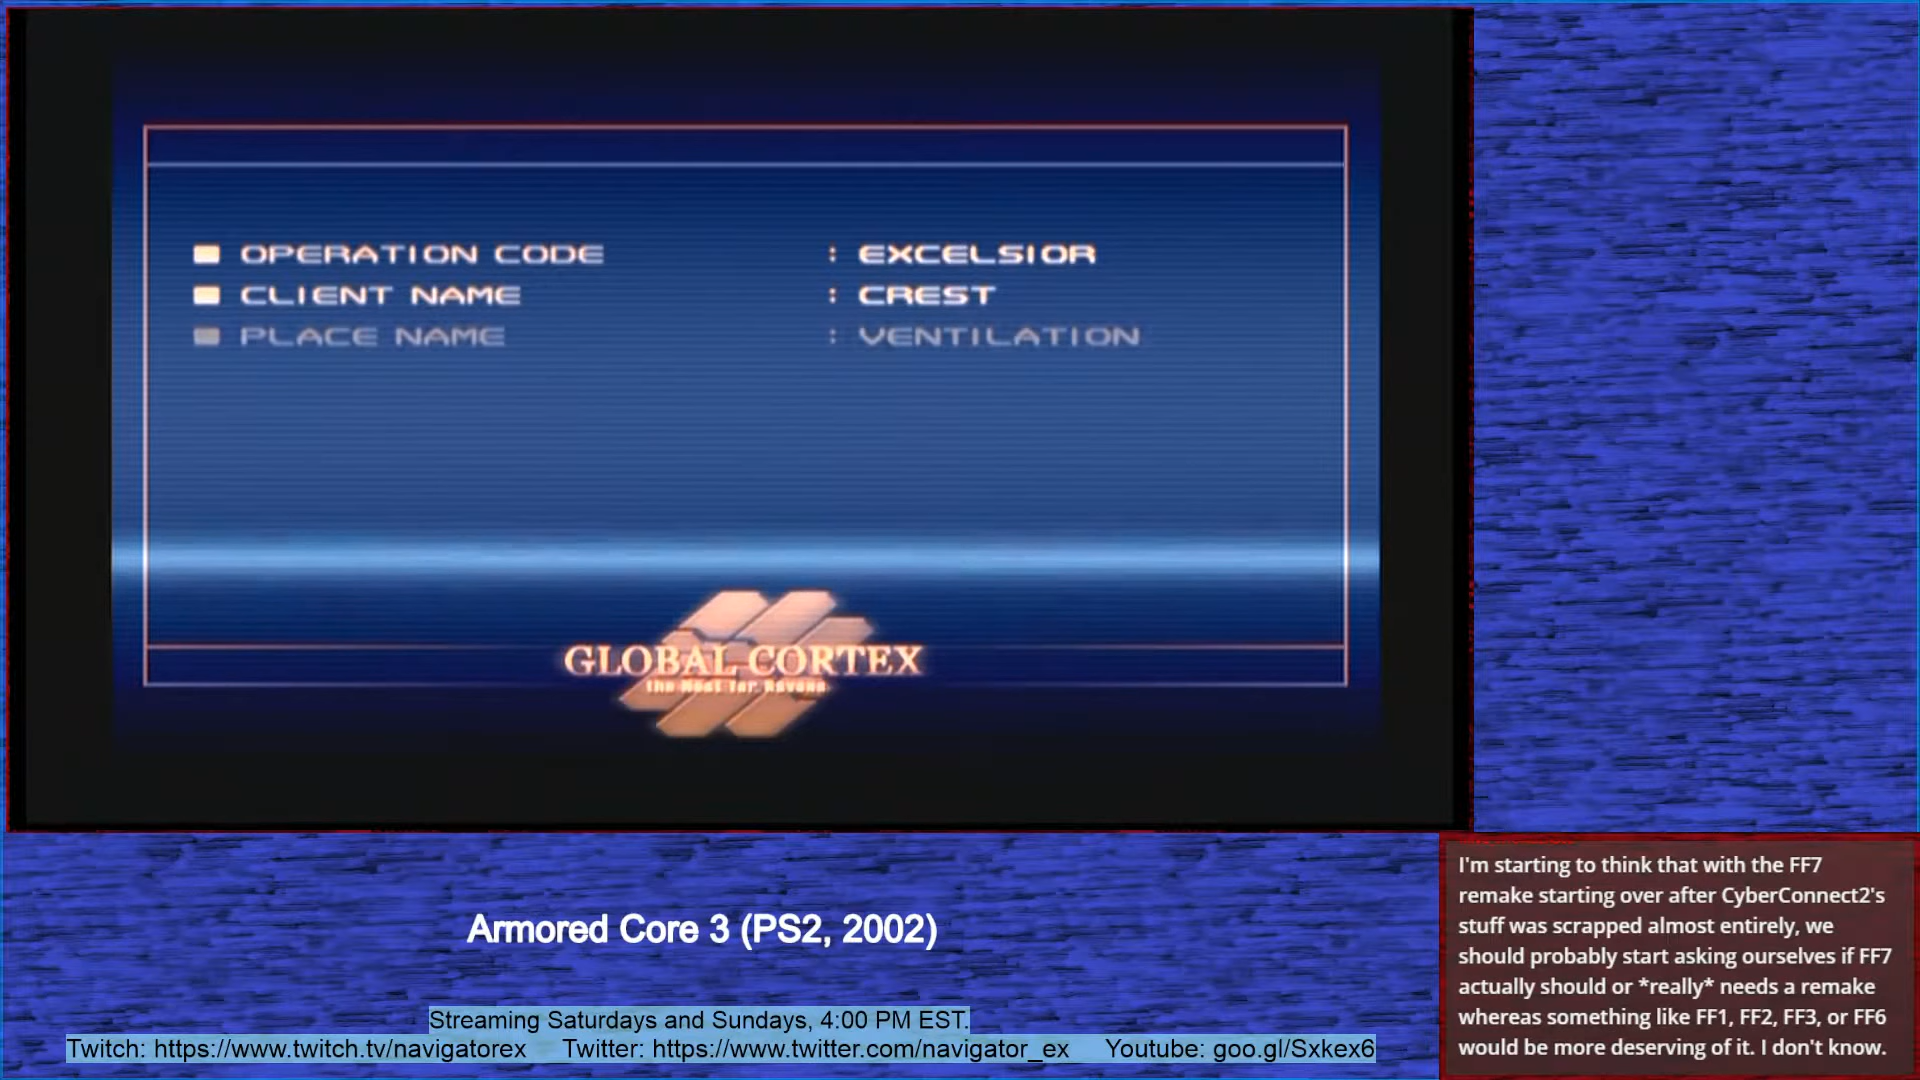 OPERATION CODE : EXCELSIOR
CLIENT NAME : CREST
PLACE NAME : VENTILATION
GLOBAL CORTEX
the Nest for Ravens
Armored Core 3 (PS2, 2002)
Streaming Saturdays and Sundays, 4:00 PM EST.
Twitch: https://www.twitch.tv/navigatorex Twitter: https://www.twitter.com/navigator_ex Youtube: goo.gl/Sxkex6
I'm starting to think that with the FF7
remake starting over after CyberConnect2's
stuff was scrapped almost entirely, we
should probably start asking ourselves if FF7
actually should or *really* needs a remake
whereas something like FF1, FF2, FF3, or FF6
would be more deserving of it. I don't know.